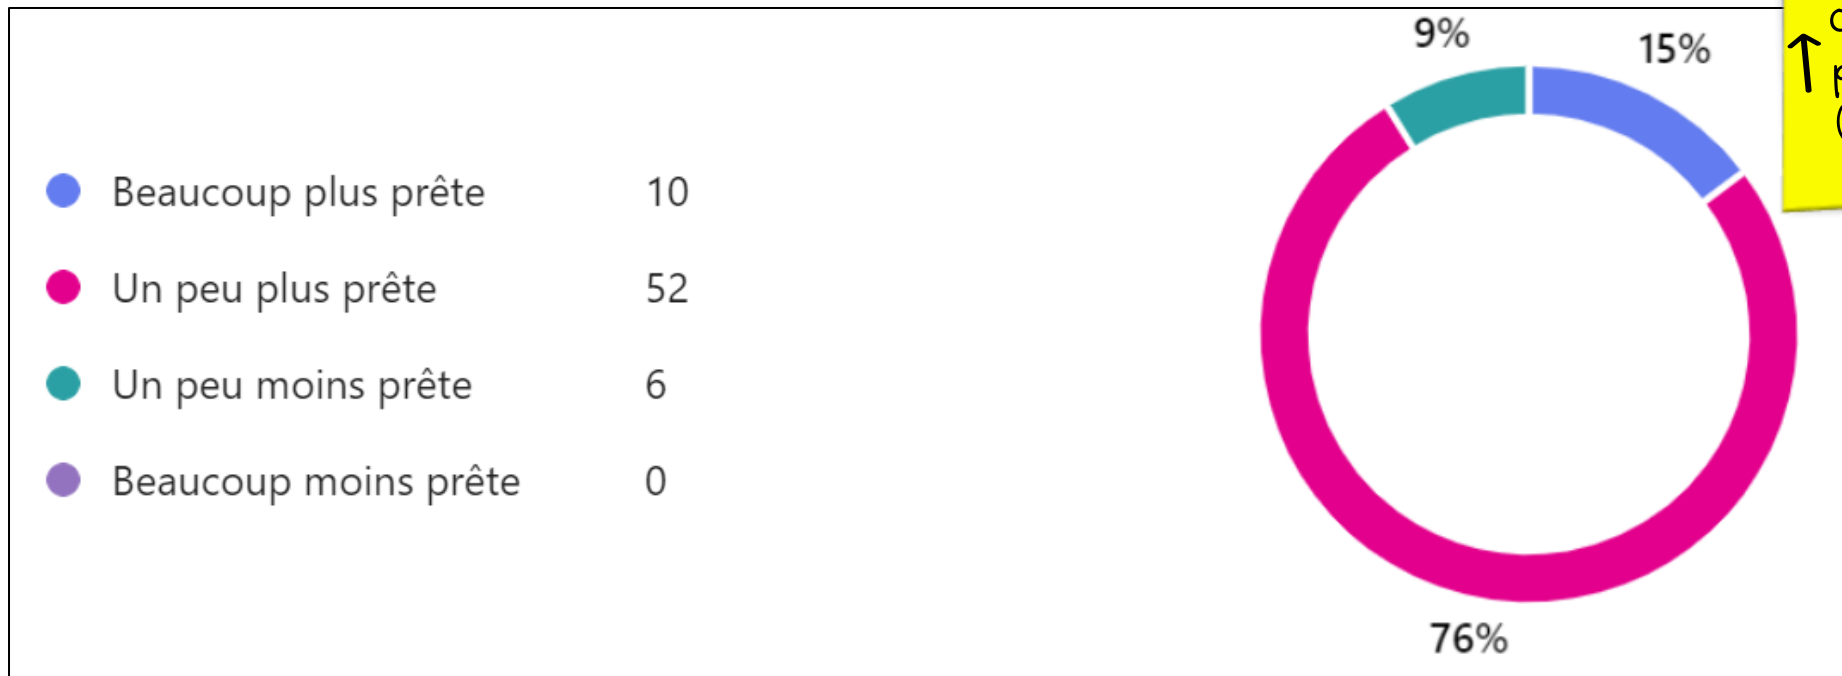 9%
15%
Beaucoup plus prête 10
Un peu plus prête 52
Un peu moins prête 6
Beaucoup moins prête 0
76%